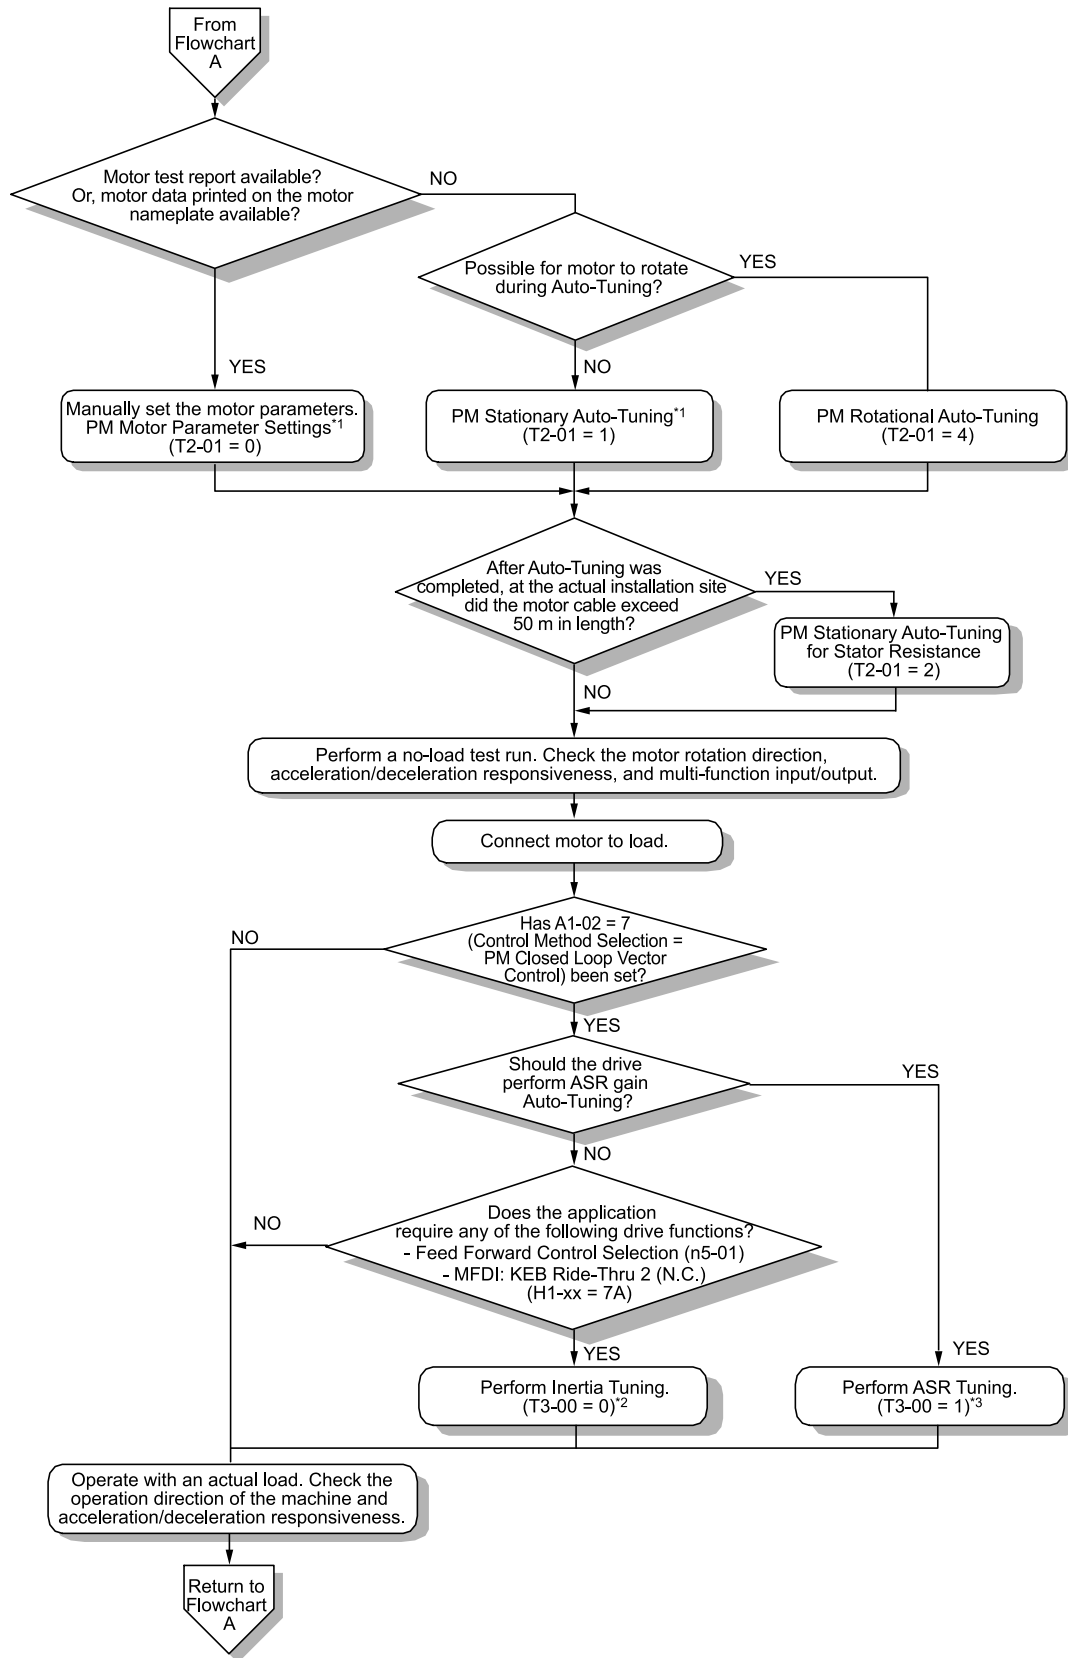 From
Flowchart
A
Motor test report available?
Or, motor data printed on the motor
nameplate available?
NO
YES
Possible for motor to rotate
during Auto-Tuning?
YES
NO
Manually set the motor parameters.
PM Motor Parameter Settings*1
(T2-01 = 0)
PM Stationary Auto-Tuning*1
(T2-01 = 1)
PM Rotational Auto-Tuning
(T2-01 = 4)
After Auto-Tuning was
completed, at the actual installation site
did the motor cable exceed
50 m in length?
YES
PM Stationary Auto-Tuning
for Stator Resistance
(T2-01 = 2)
NO
Perform a no-load test run. Check the motor rotation direction,
acceleration/deceleration responsiveness, and multi-function input/output.
Connect motor to load.
Has A1-02 = 7
(Control Method Selection =
PM Closed Loop Vector
Control) been set?
NO
YES
Should the drive
perform ASR gain
Auto-Tuning?
YES
NO
Does the application
require any of the following drive functions?
- Feed Forward Control Selection (n5-01)
- MFDI: KEB Ride-Thru 2 (N.C.)
(H1-xx = 7A)
NO
YES
YES
Perform Inertia Tuning.
(T3-00 = 0)*2
Perform ASR Tuning.
(T3-00 = 1)*3
Operate with an actual load. Check the
operation direction of the machine and
acceleration/deceleration responsiveness.
Return to
Flowchart
A